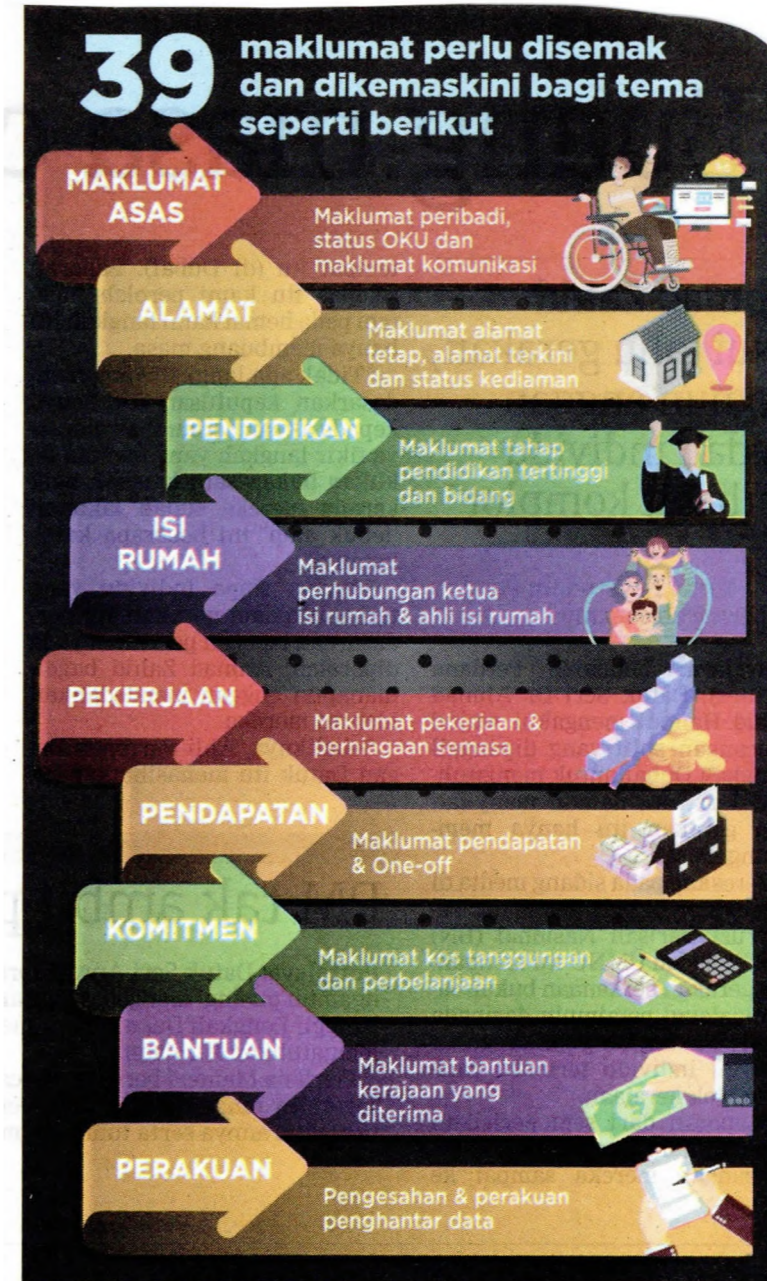 39 maklumat perlu disemak
dan dikemaskini bagi tema
seperti berikut
MAKLUMAT
ASAS
Maklumat peribadi,
status OKU dan
maklumat komunikasi
ALAMAT
Maklumat alamat
tetap, alamat terkini
dan status kediaman
PENDIDIKAN
Maklumat tahap
pendidikan tertinggi
dan bidang
ISI
RUMAH
Maklumat
perhubungan ketua
isi rumah & ahli isi rumah
PEKERJAAN
Maklumat pekerjaan &
perniagaan semasa
PENDAPATAN
Maklumat pendapatan
& One-off
KOMITMEN
Maklumat kos tanggungan
dan perbelanjaan
BANTUAN
Maklumat bantuan
kerajaan yang
diterima
PERAKUAN
Pengesahan & perakuan
penghantar data